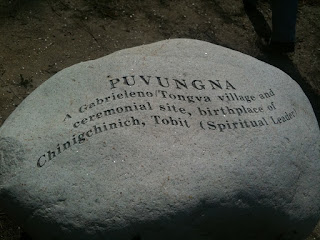 PUVUNGNA
A Gabrieleno/Tongva village and
ceremonial site, birthplace of
Chinigchinich, Tobit (Spiritual Leader)